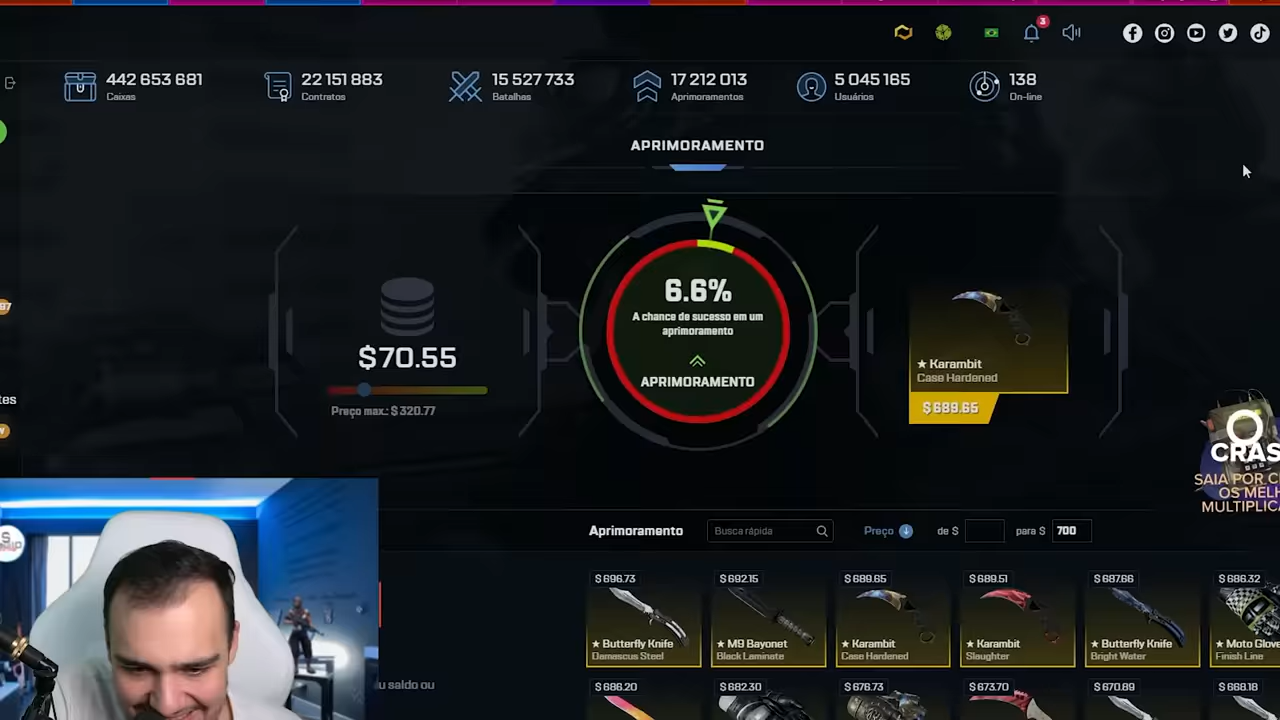 3
442 653 681
Caixas
22 151 883
Contratos
15 527 733
Batalhas
17 212 013
Aprimoramentos
5 045 165
Usuários
138
On-line
APRIMORAMENTO
6.6%
A chance de sucesso em um
aprimoramento
APRIMORAMENTO
$70.55
Preço max.: $320.77
★ Karambit
Case Hardened
$689.65
97
tes
CRAS
SAIA POR C
OS MELH
MULTIPLICA
Aprimoramento
Busca rápida
Preço
de $
para $
700
$696.73
★ Butterfly Knife
Damascus Steel
$692.15
★ M9 Bayonet
Black Laminate
$689.65
★ Karambit
Case Hardened
$689.51
★ Karambit
Slaughter
$687.66
★ Butterfly Knife
Bright Water
$686.32
★ Moto Glove
Finish Line
u saldo ou
$686.20
$682.30
$676.73
$673.70
$670.89
$668.18